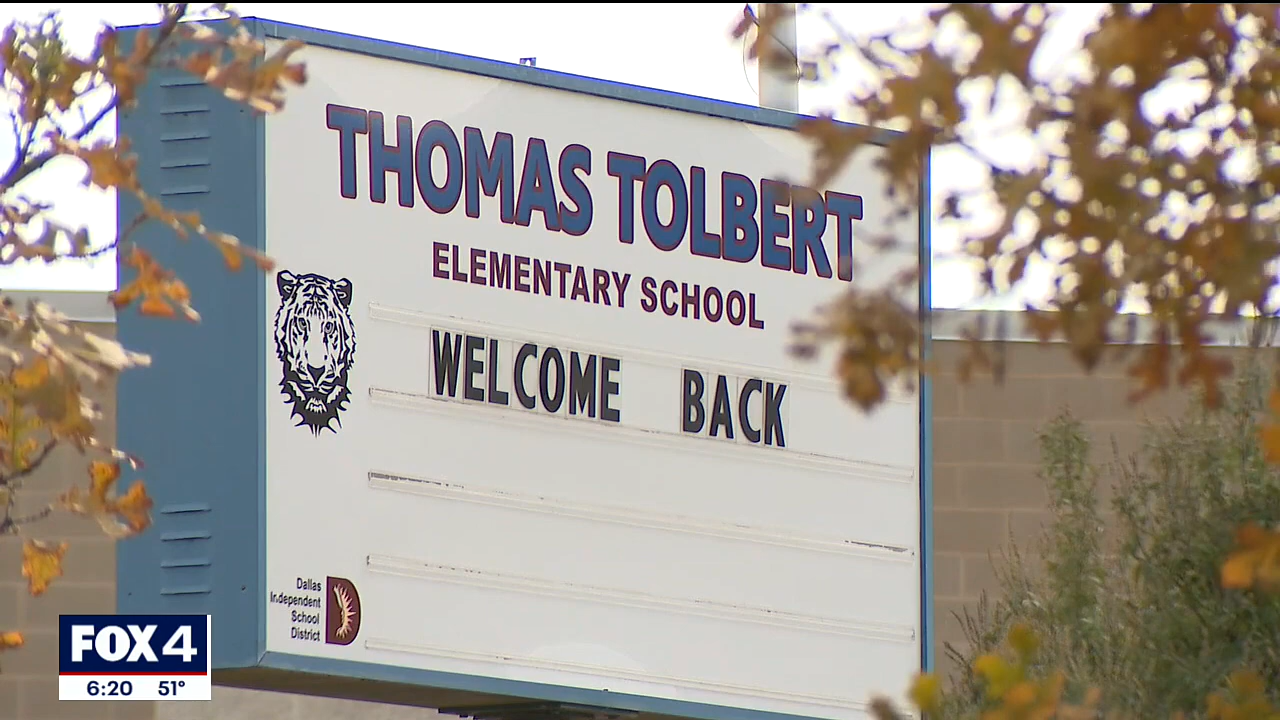 THOMAS TOLBERT
ELEMENTARY SCHOOL
WELCOME BACK
Dallas
Independent
School
District
FOX 4
6:20 51°